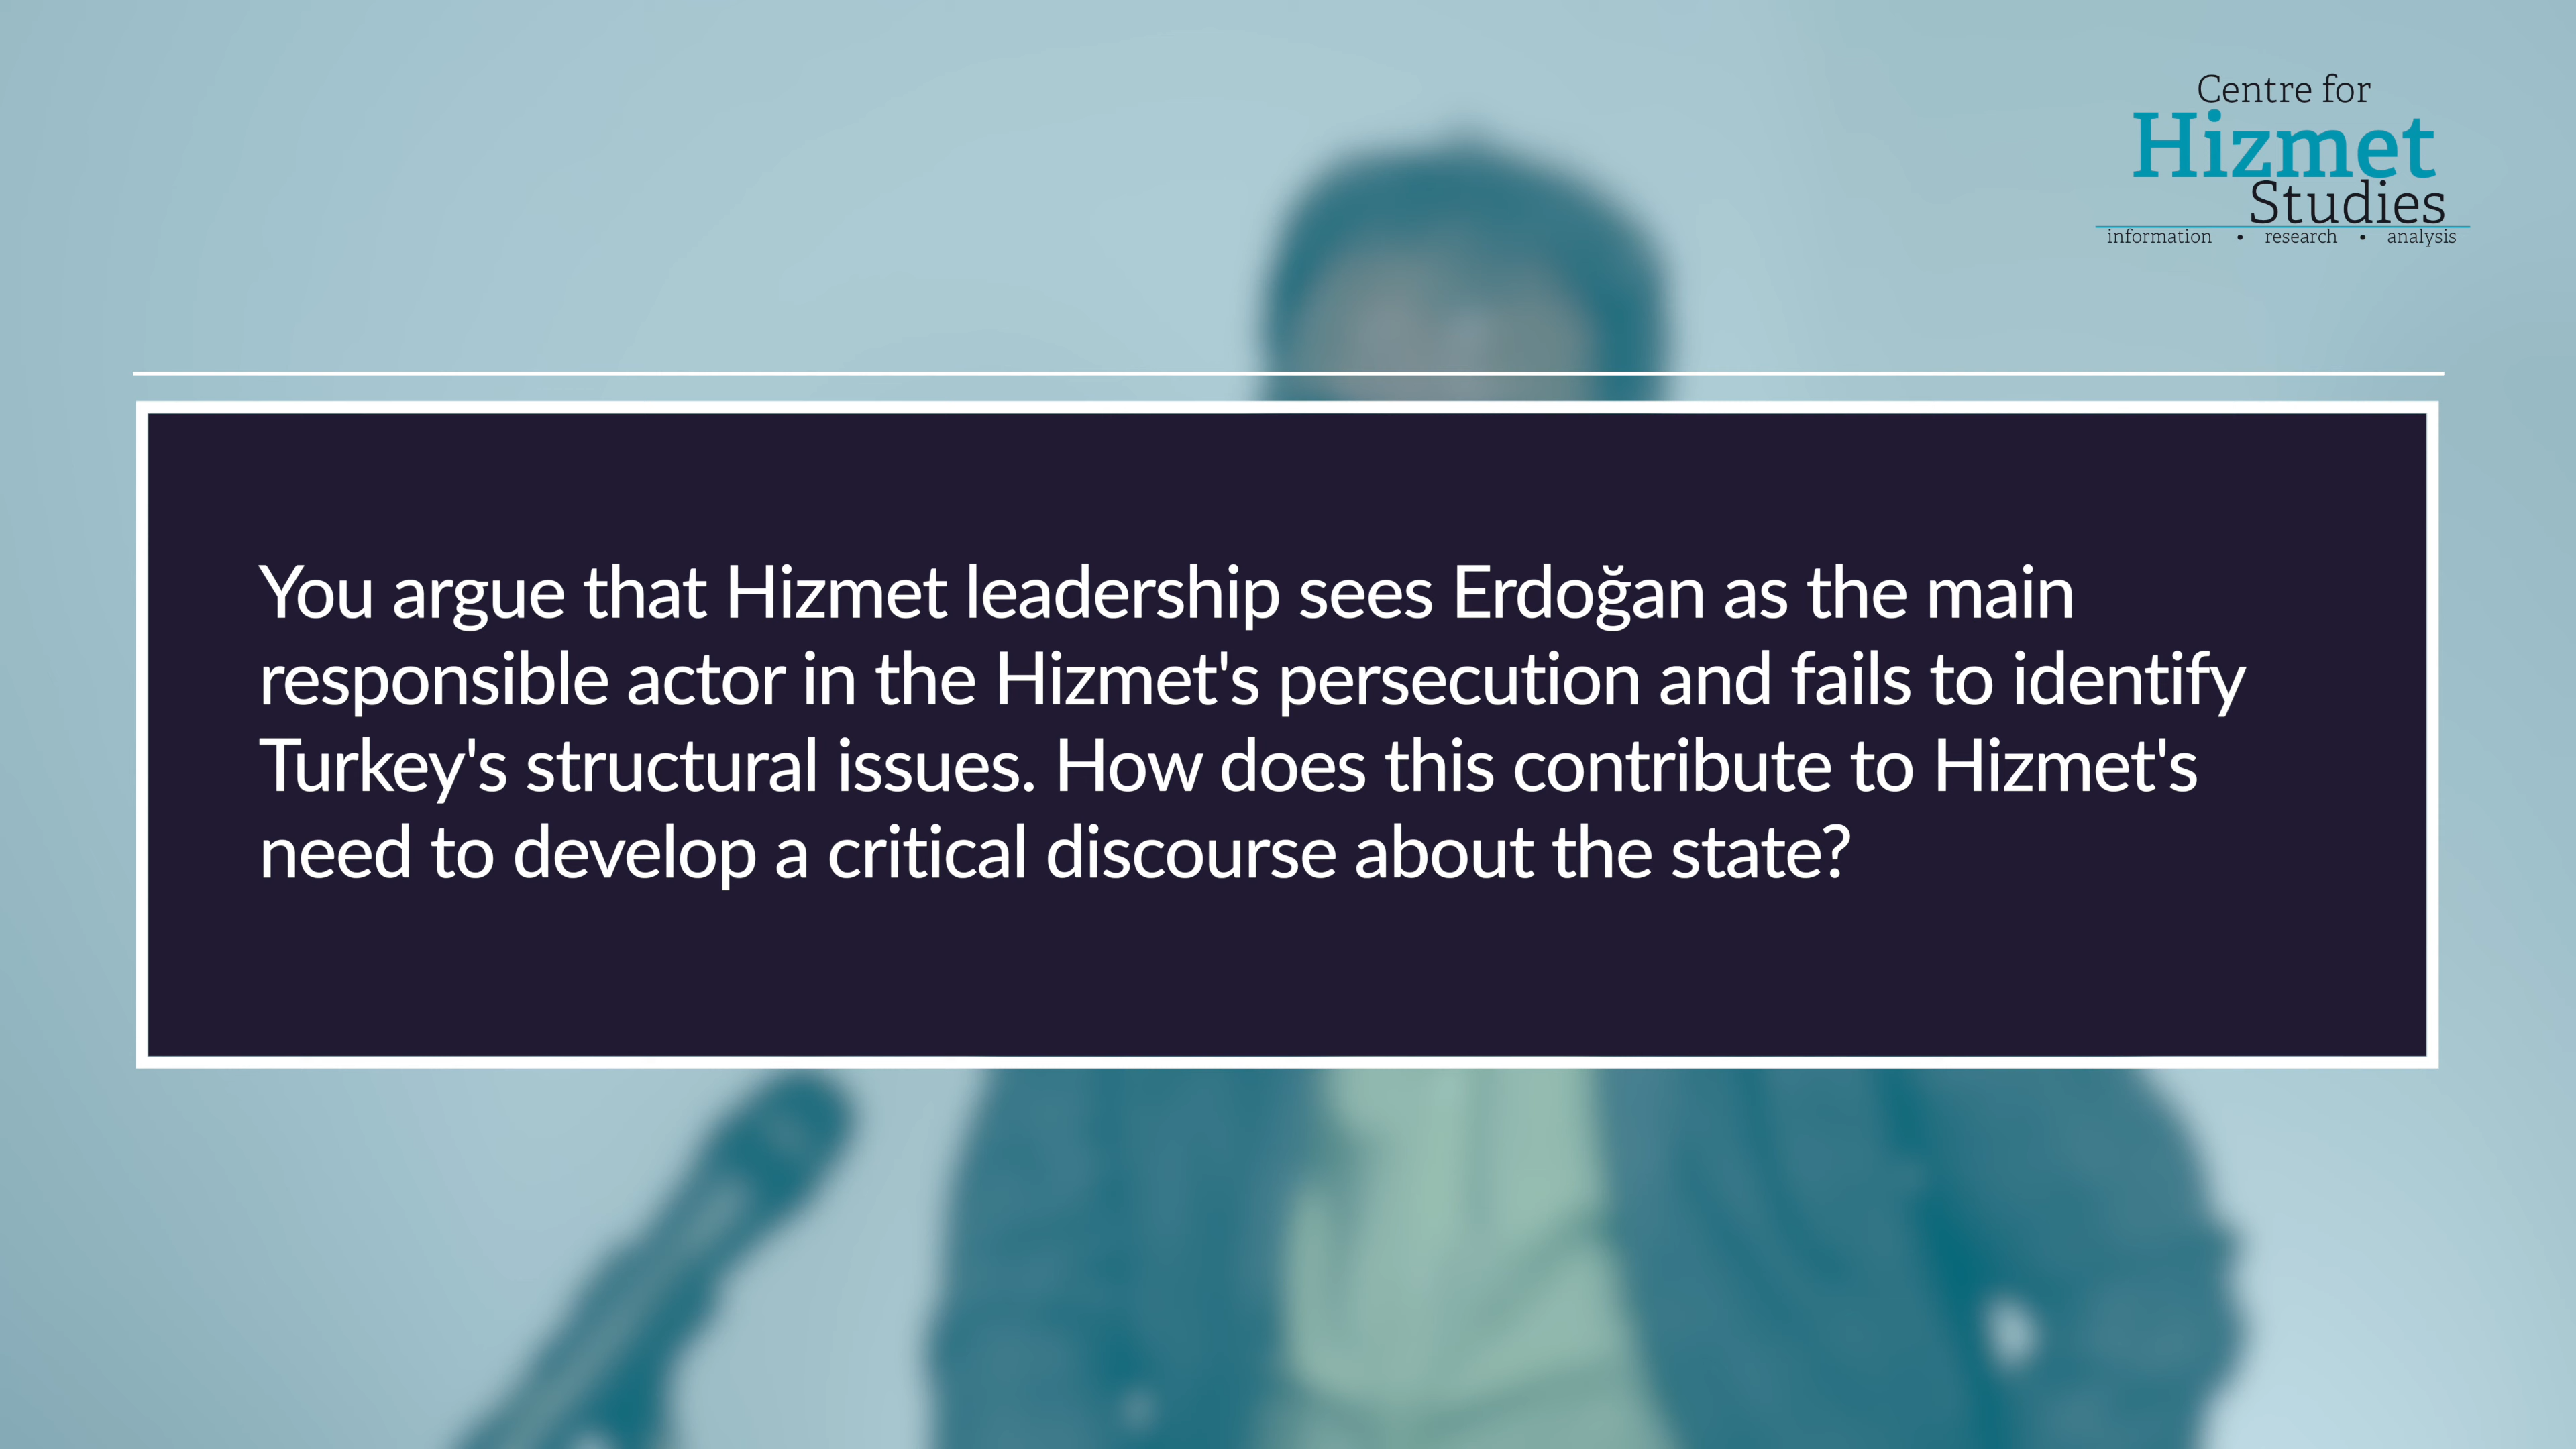 Centre for
Hizmet
Studies
information • research • analysis
You argue that Hizmet leadership sees Erdoğan as the main
responsible actor in the Hizmet's persecution and fails to identify
Turkey's structural issues. How does this contribute to Hizmet's
need to develop a critical discourse about the state?